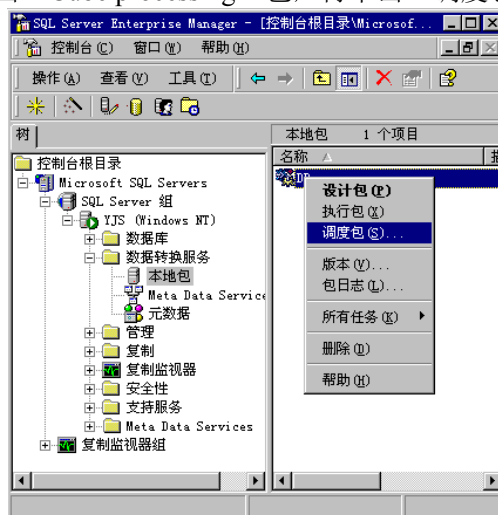 SQL Server Enterprise Manager - [控制台根目录\Microsof...
控制台(C) 窗口(W) 帮助(H)
操作(A) 查看(V) 工具(T)
树
本地包 1 个项目
名称
控制台根目录
Microsoft SQL Servers
SQL Server 组
YJS (Windows NT)
数据库
数据转换服务
本地包
Meta Data Service
元数据
管理
复制
复制监视器
安全性
支持服务
Meta Data Services
复制监视器组
设计包(P)
执行包(X)
调度包(S)...
版本(V)...
包日志(L)...
所有任务(K)
删除(D)
帮助(H)